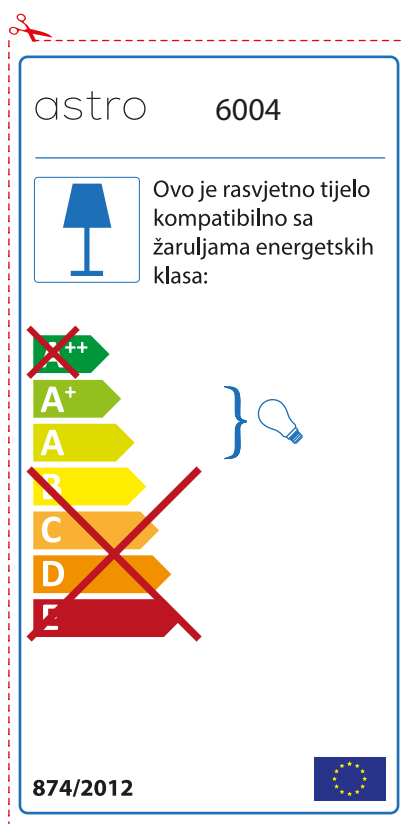 astro 6004
Ovo je rasvjetno tijelo
kompatibilno sa
žaruljama energetskih
klasa:
A++
A+
A
B
C
D
E
874/2012